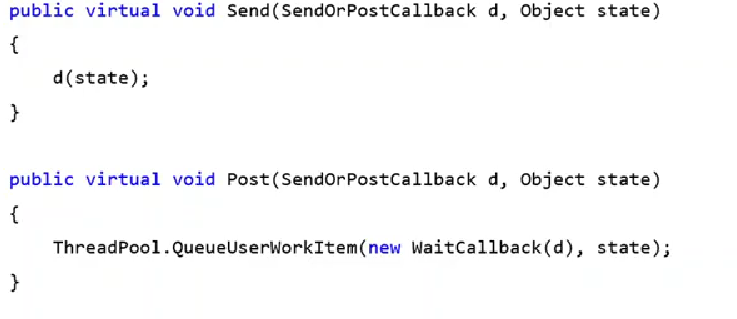 public virtual void Send(SendOrPostCallback d, Object state)
{
    d(state);
}

public virtual void Post(SendOrPostCallback d, Object state)
{
    ThreadPool.QueueUserWorkItem(new WaitCallback(d), state);
}